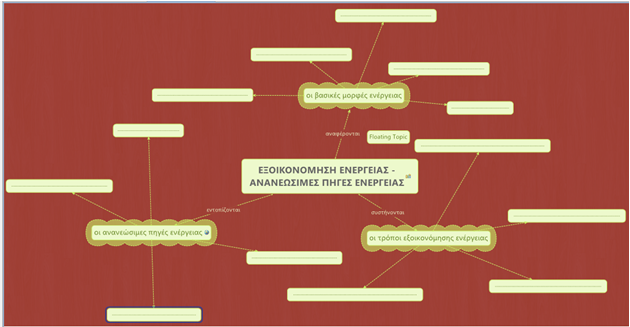 οι βασικές μορφές ενέργειας
αναφέρονται
Floating Topic
ΕΞΟΙΚΟΝΟΜΗΣΗ ΕΝΕΡΓΕΙΑΣ -
ΑΝΑΝΕΩΣΙΜΕΣ ΠΗΓΕΣ ΕΝΕΡΓΕΙΑΣ
εντοπίζονται
συστήνονται
οι ανανεώσιμες πηγές ενέργειας
οι τρόποι εξοικονόμησης ενέργειας